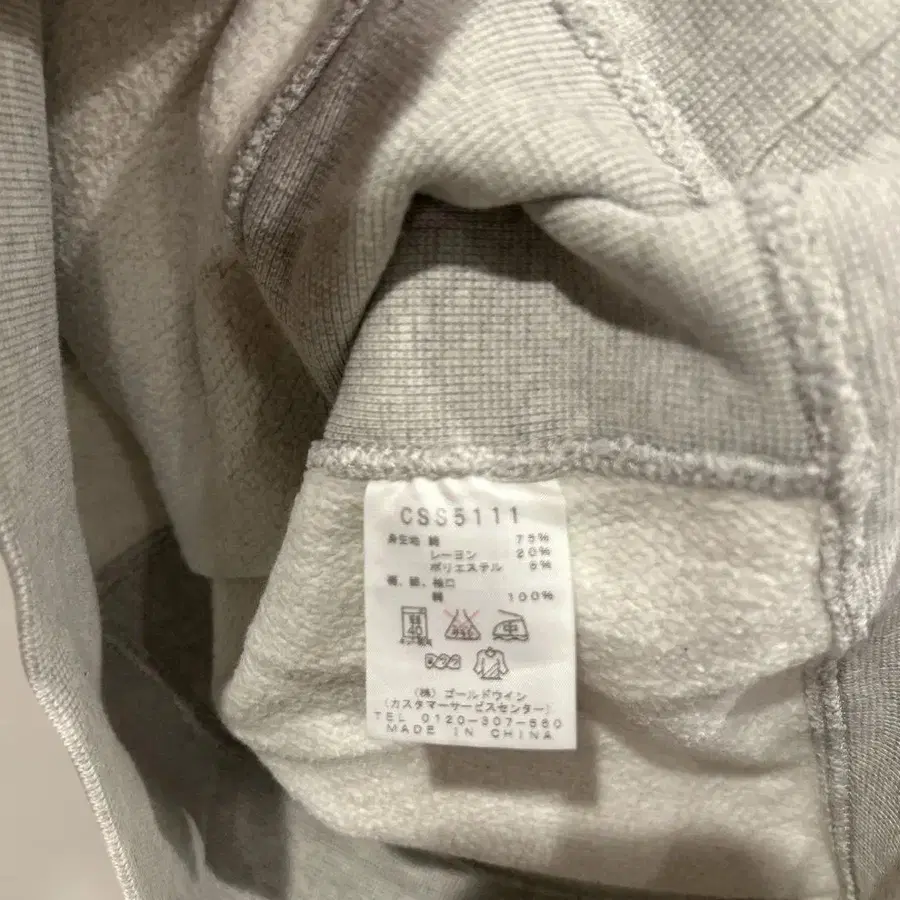 CSS5111
身生地 綿 75%
レーヨン 20%
ポリエステル 5%
裾、袖口
綿 100%
40
中
(株) ゴールドウイン
(カスタマーサービスセンター)
TEL 0120-307-560
MADE IN CHINA